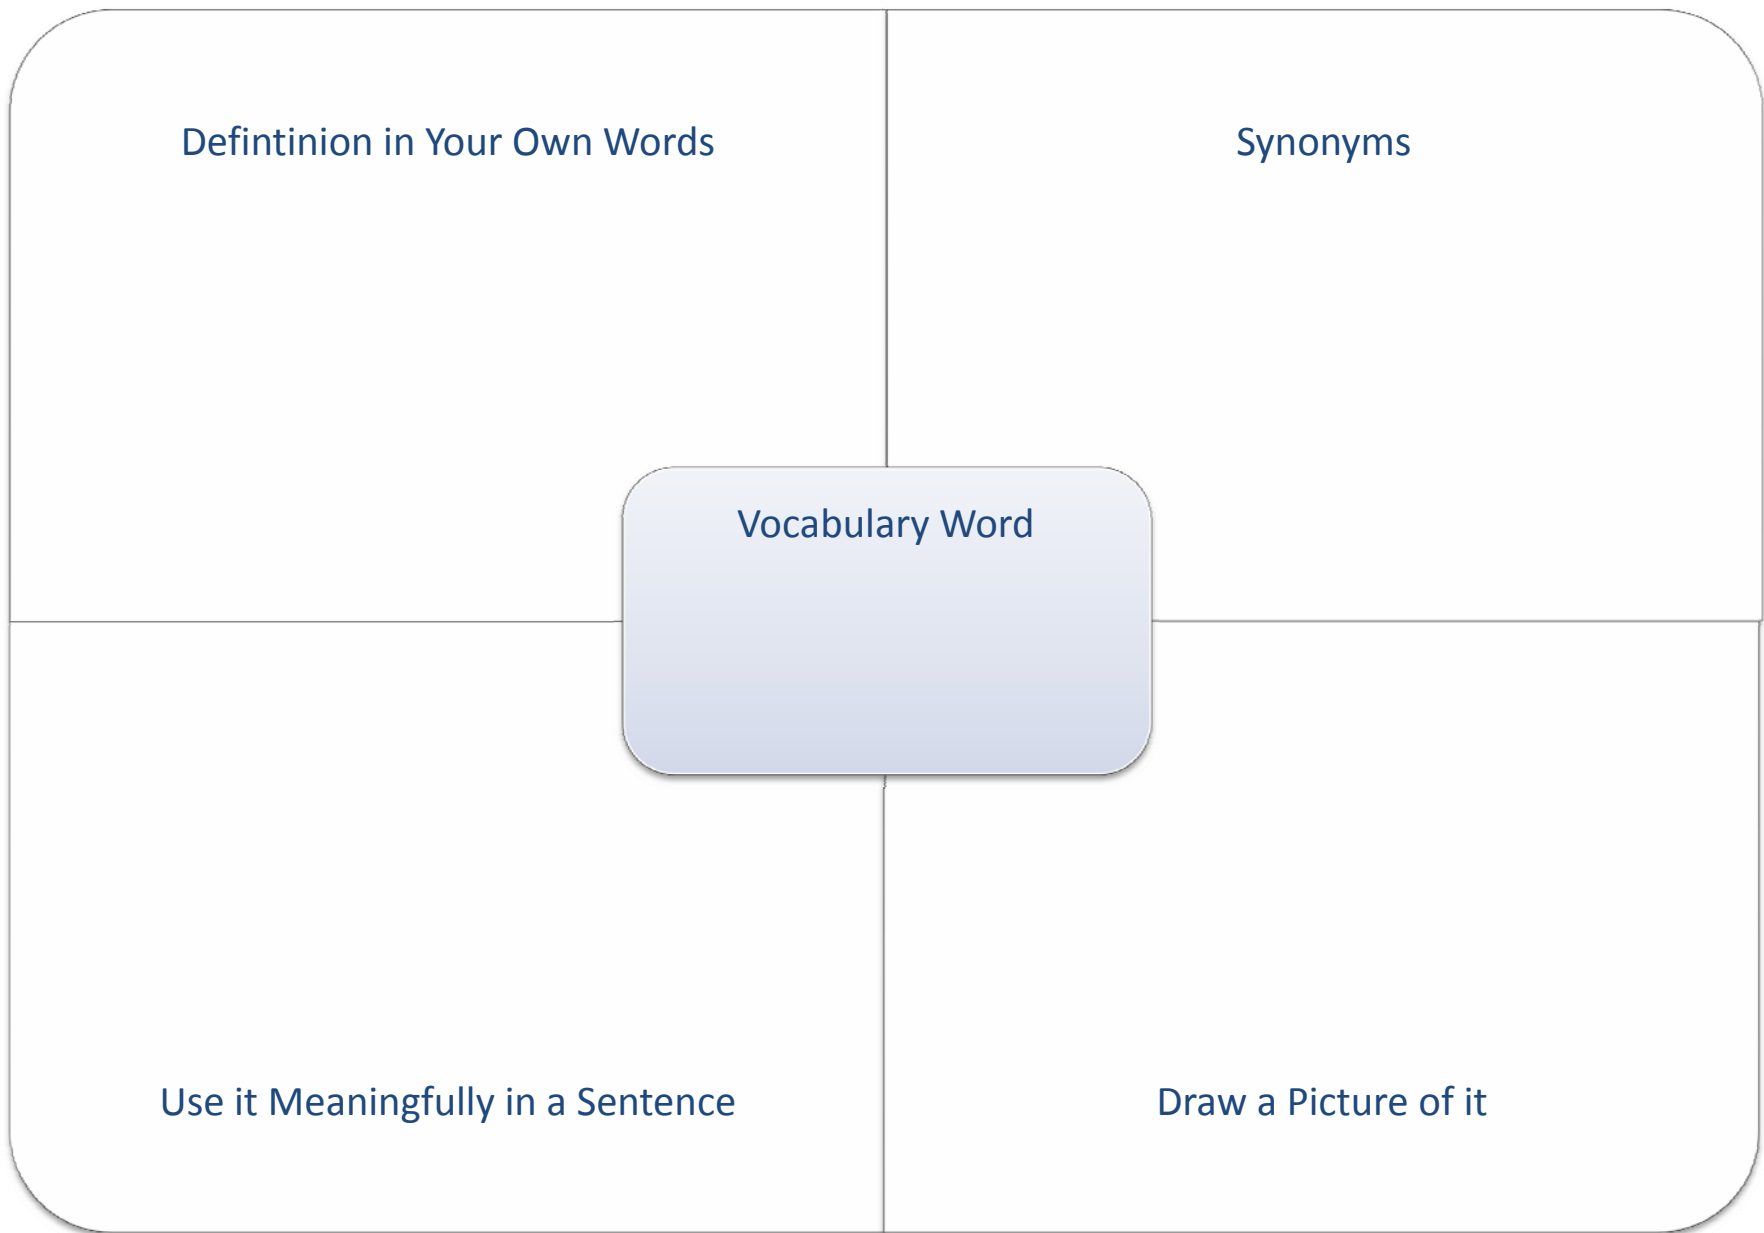 Defintinion in Your Own Words
Synonyms
Vocabulary Word
Use it Meaningfully in a Sentence
Draw a Picture of it